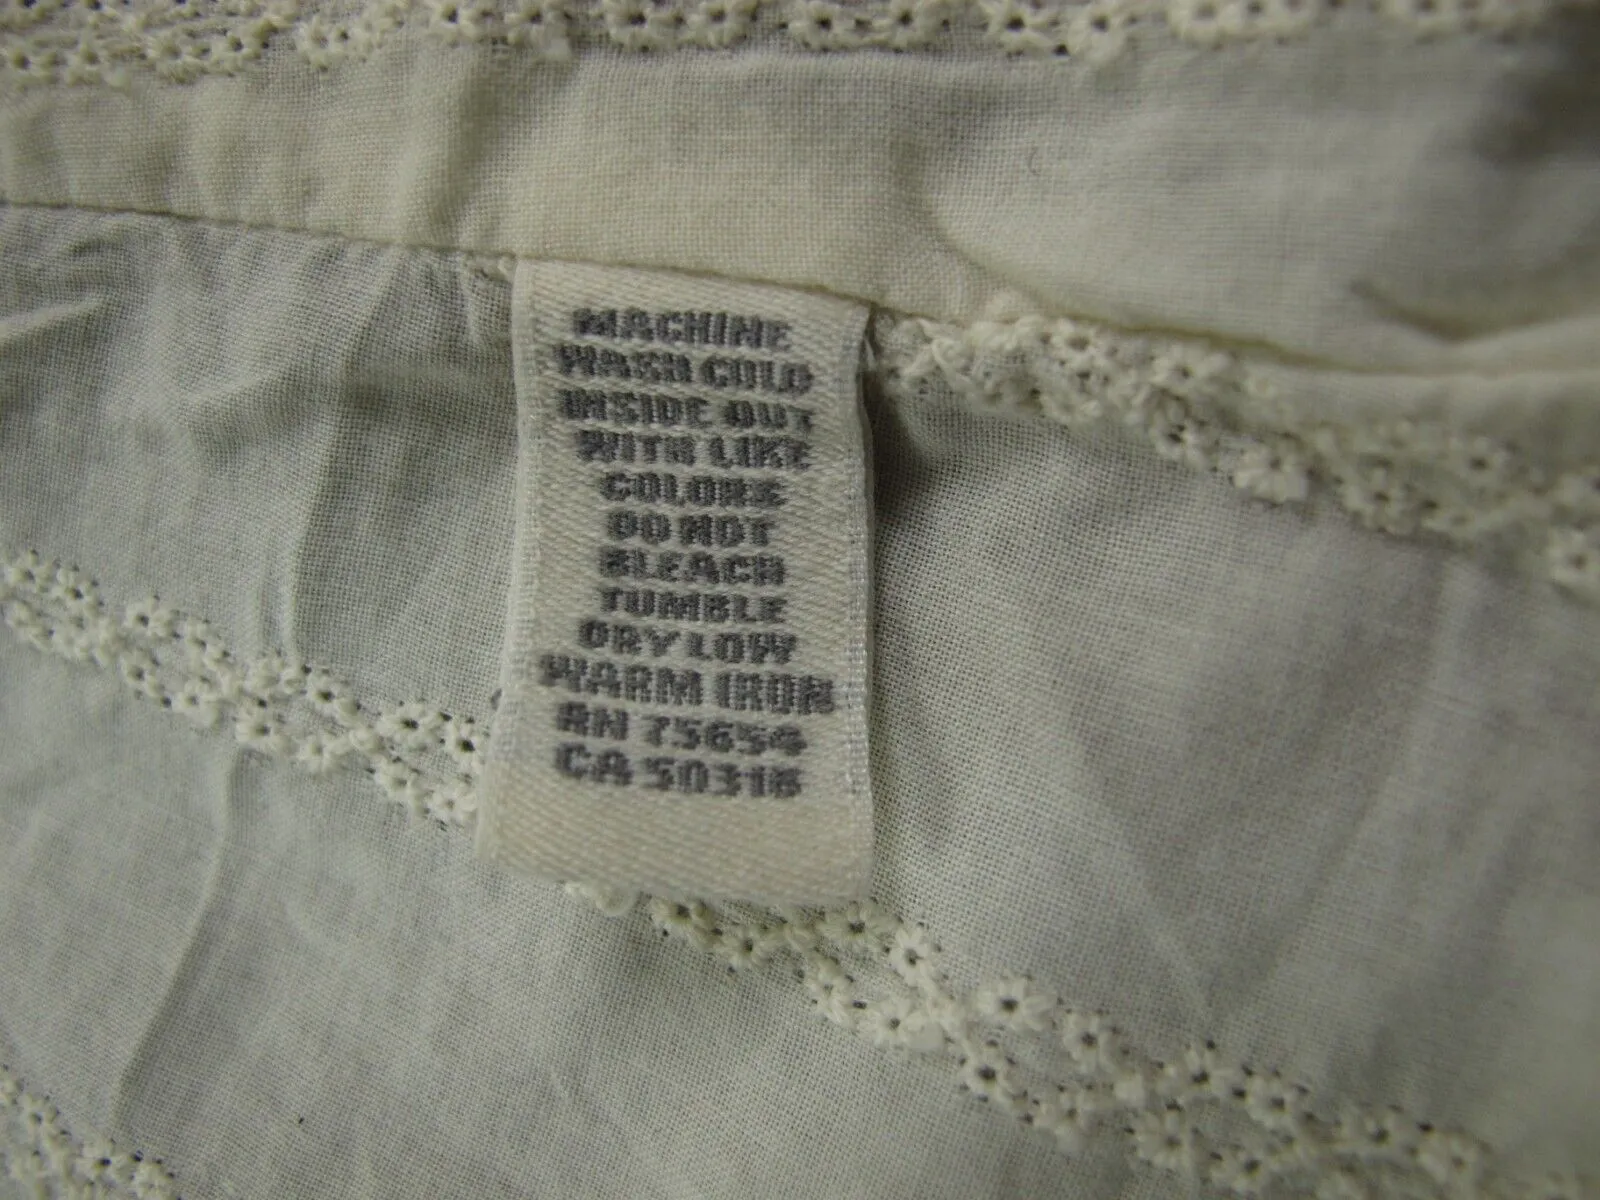 MACHINE
WASH COLD
INSIDE OUT
WITH LIKE
COLORS
DO NOT
BLEACH
TUMBLE
DRY LOW
WARM IRON
RN 75654
CA 50316